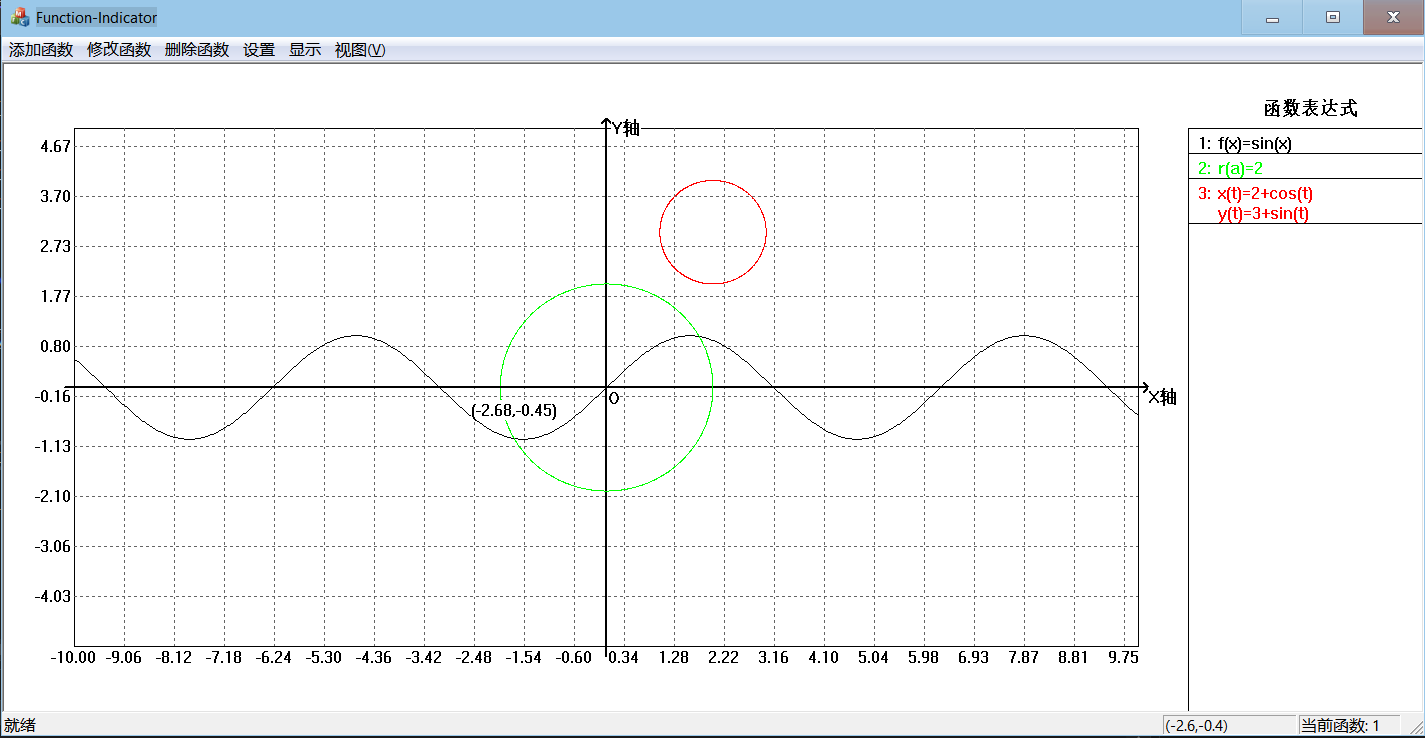 Function-Indicator
添加函数 修改函数 删除函数 设置 显示 视图(V)
函数表达式
Y轴
4.67
3.70
2.73
1.77
0.80
-0.16
-1.13
-2.10
-3.06
-4.03
(-2.68,-0.45)
O
X轴
-10.00 -9.06 -8.12 -7.18 -6.24 -5.30 -4.36 -3.42 -2.48 -1.54 -0.60 0.34 1.28 2.22 3.16 4.10 5.04 5.98 6.93 7.87 8.81 9.75
1: f(x)=sin(x)
2: r(a)=2
3: x(t)=2+cos(t)
y(t)=3+sin(t)
就绪 (-2.6,-0.4) 当前函数: 1